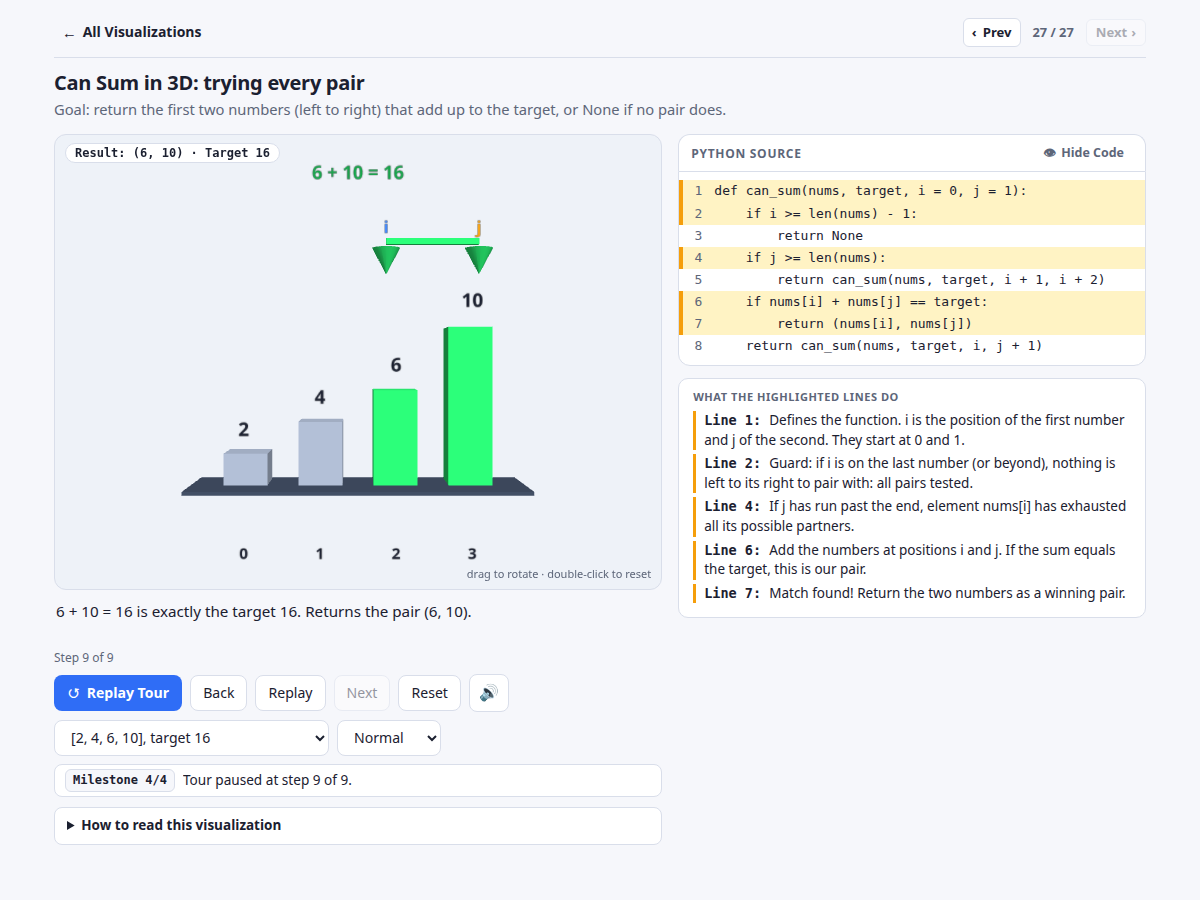 ← All Visualizations
‹ Prev
27 / 27
Next ›
Can Sum in 3D: trying every pair
Goal: return the first two numbers (left to right) that add up to the target, or None if no pair does.
Result: (6, 10) · Target 16
6 + 10 = 16
i
j
10
6
4
2
0
1
2
3
drag to rotate · double-click to reset
6 + 10 = 16 is exactly the target 16. Returns the pair (6, 10).
Step 9 of 9
↺ Replay Tour
Back
Replay
Next
Reset
[2, 4, 6, 10], target 16
Normal
Milestone 4/4 Tour paused at step 9 of 9.
▶ How to read this visualization
PYTHON SOURCE
Hide Code
1 def can_sum(nums, target, i = 0, j = 1):
2     if i >= len(nums) - 1:
3         return None
4     if j >= len(nums):
5         return can_sum(nums, target, i + 1, i + 2)
6     if nums[i] + nums[j] == target:
7         return (nums[i], nums[j])
8     return can_sum(nums, target, i, j + 1)
WHAT THE HIGHLIGHTED LINES DO
Line 1: Defines the function. i is the position of the first number
and j of the second. They start at 0 and 1.
Line 2: Guard: if i is on the last number (or beyond), nothing is
left to its right to pair with: all pairs tested.
Line 4: If j has run past the end, element nums[i] has exhausted
all its possible partners.
Line 6: Add the numbers at positions i and j. If the sum equals
the target, this is our pair.
Line 7: Match found! Return the two numbers as a winning pair.